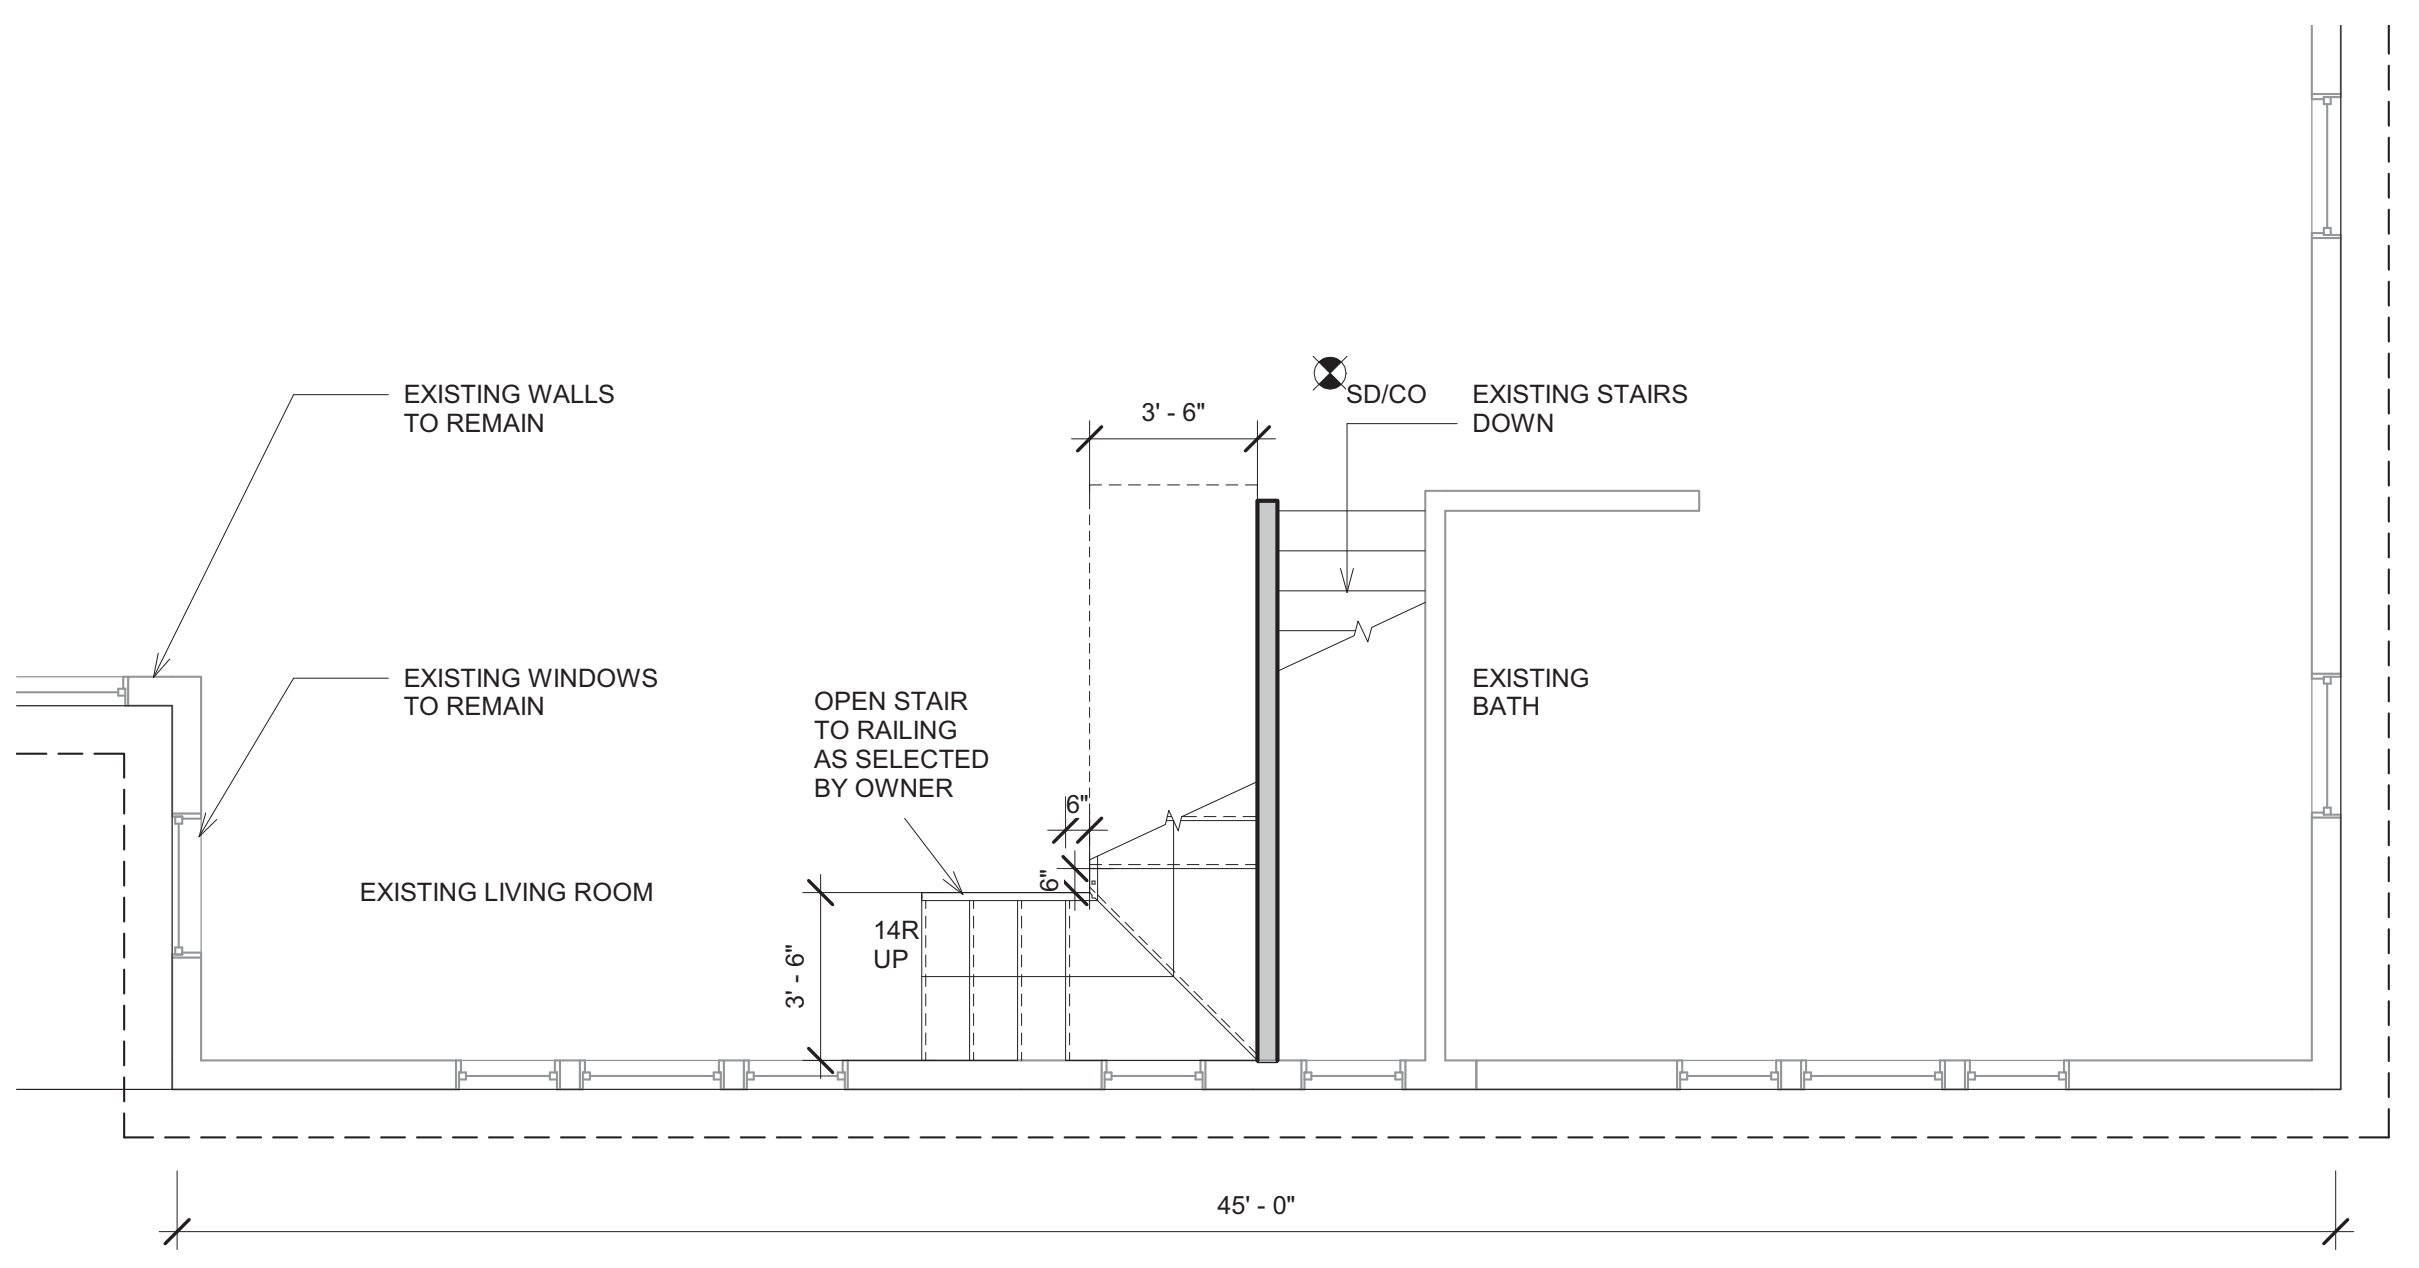 EXISTING WALLS
TO REMAIN
SD/CO
EXISTING STAIRS
DOWN
3' - 6"
EXISTING WINDOWS
TO REMAIN
OPEN STAIR
TO RAILING
AS SELECTED
BY OWNER
EXISTING
BATH
6"
6"
EXISTING LIVING ROOM
14R
UP
3' - 6"
45' - 0"